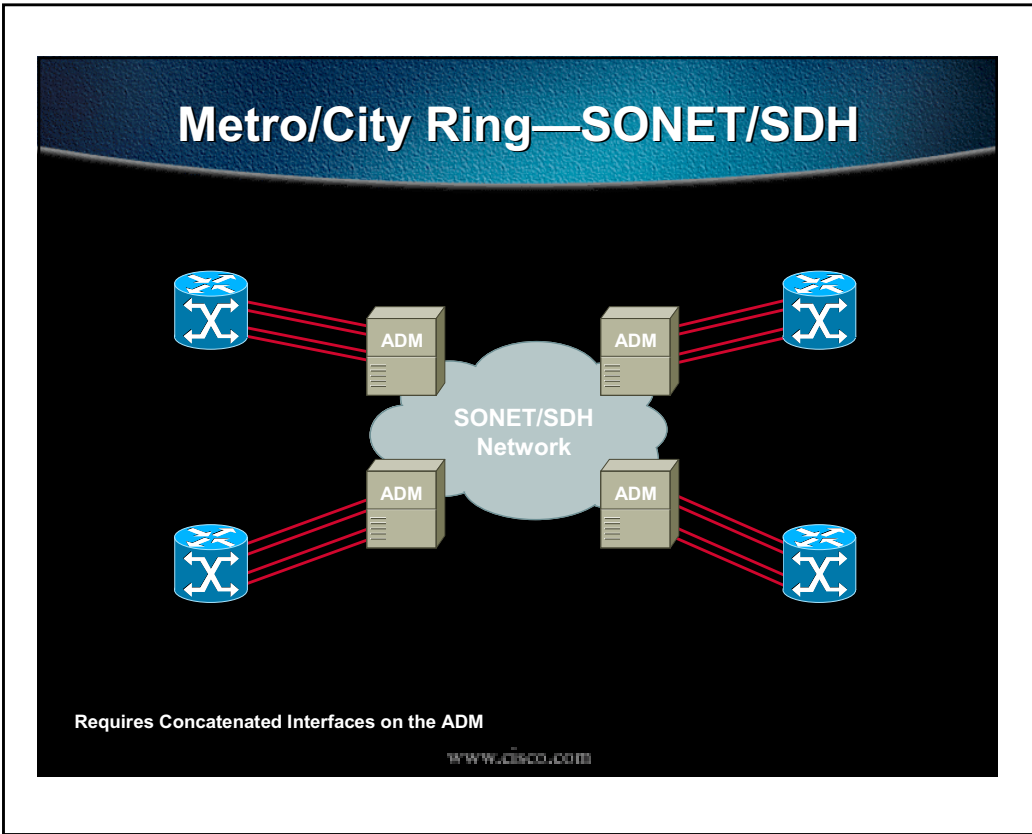 Metro/City Ring—SONET/SDH
ADM
ADM
SONET/SDH
Network
ADM
ADM
Requires Concatenated Interfaces on the ADM
www.cisco.com